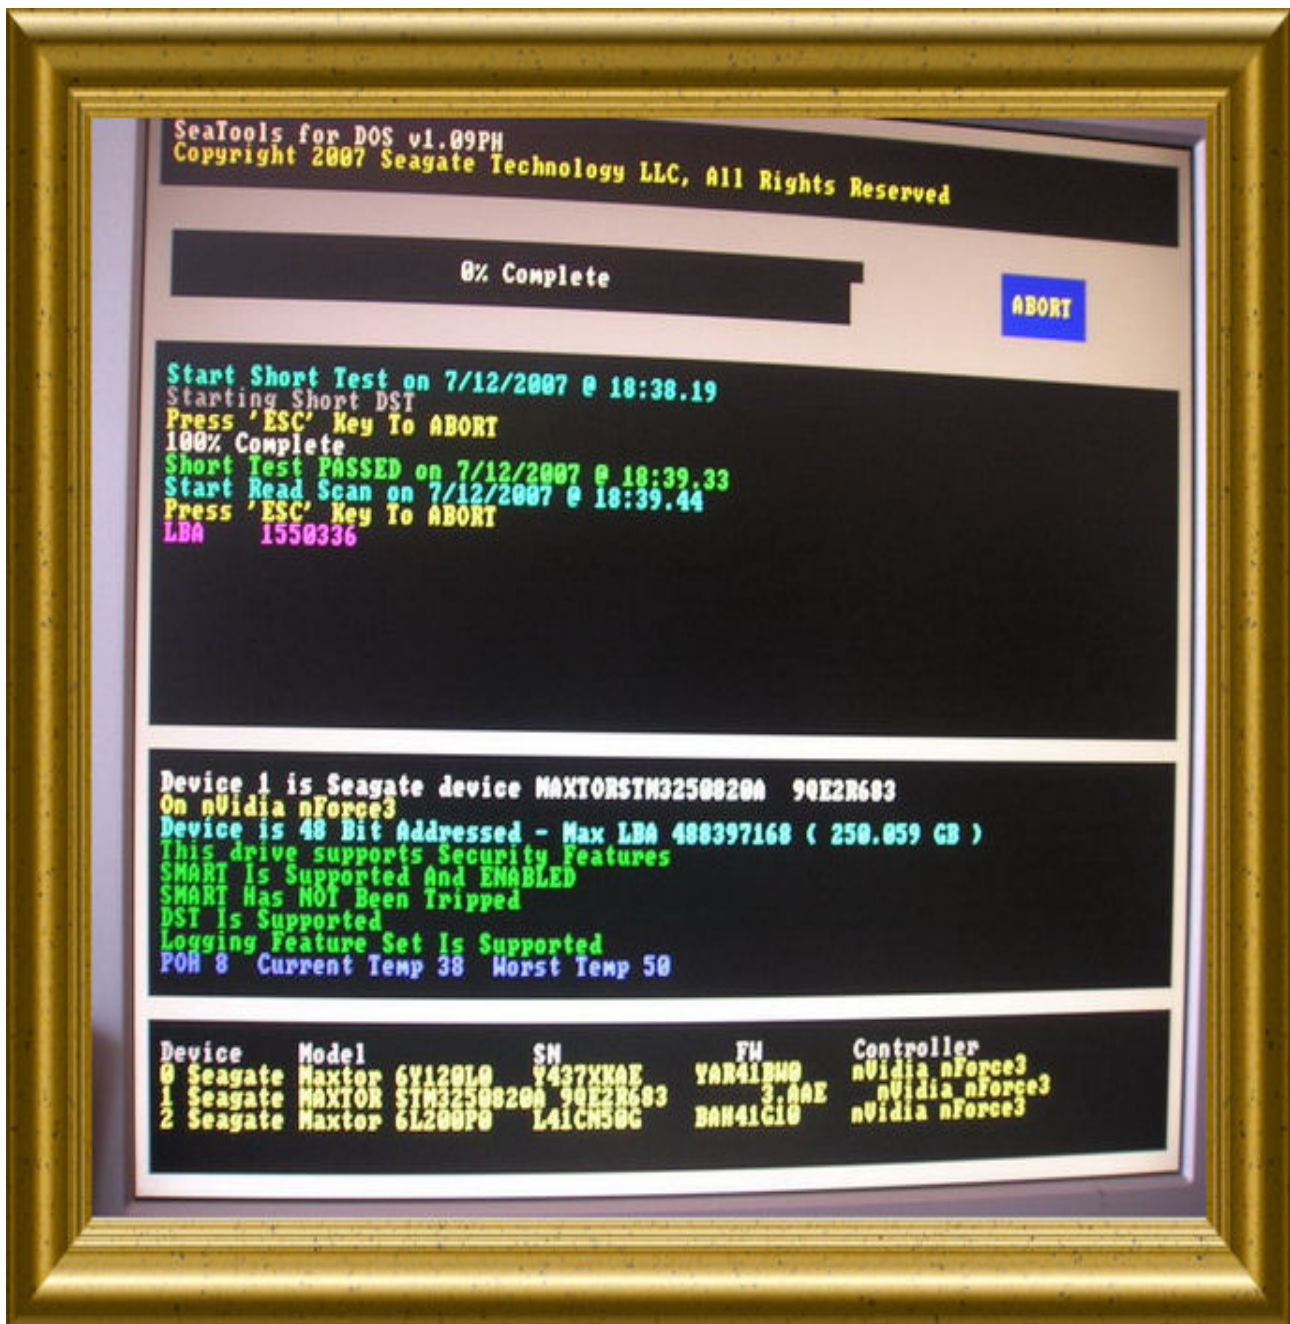 SeaTools for DOS v1.09PH
Copyright 2007 Seagate Technology LLC, All Rights Reserved
0% Complete
ABORT
Start Short Test on 7/12/2007 @ 18:38.19
Starting Short DST
Press 'ESC' Key To ABORT
100% Complete
Short Test PASSED on 7/12/2007 @ 18:39.33
Start Read Scan on 7/12/2007 @ 18:39.44
Press 'ESC' Key To ABORT
LBA 1550336
Device 1 is Seagate device MAXTORSTM3250820A 9QE2R683
On nVidia nForce3
Device is 48 Bit Addressed - Max LBA 488397168 ( 250.059 GB )
This drive supports Security Features
SMART Is Supported And ENABLED
SMART Has NOT Been Tripped
DST Is Supported
Logging Feature Set Is Supported
POH 8 Current Temp 38 Worst Temp 50
Device Model SN FW Controller
0 Seagate Maxtor 6Y120L0 Y437XKAE YAR41BW0 nVidia nForce3
1 Seagate MAXTOR STM3250820A 9QE2R683 3.AAE nVidia nForce3
2 Seagate Maxtor 6L200P0 L41CM50G BAH41G10 nVidia nForce3